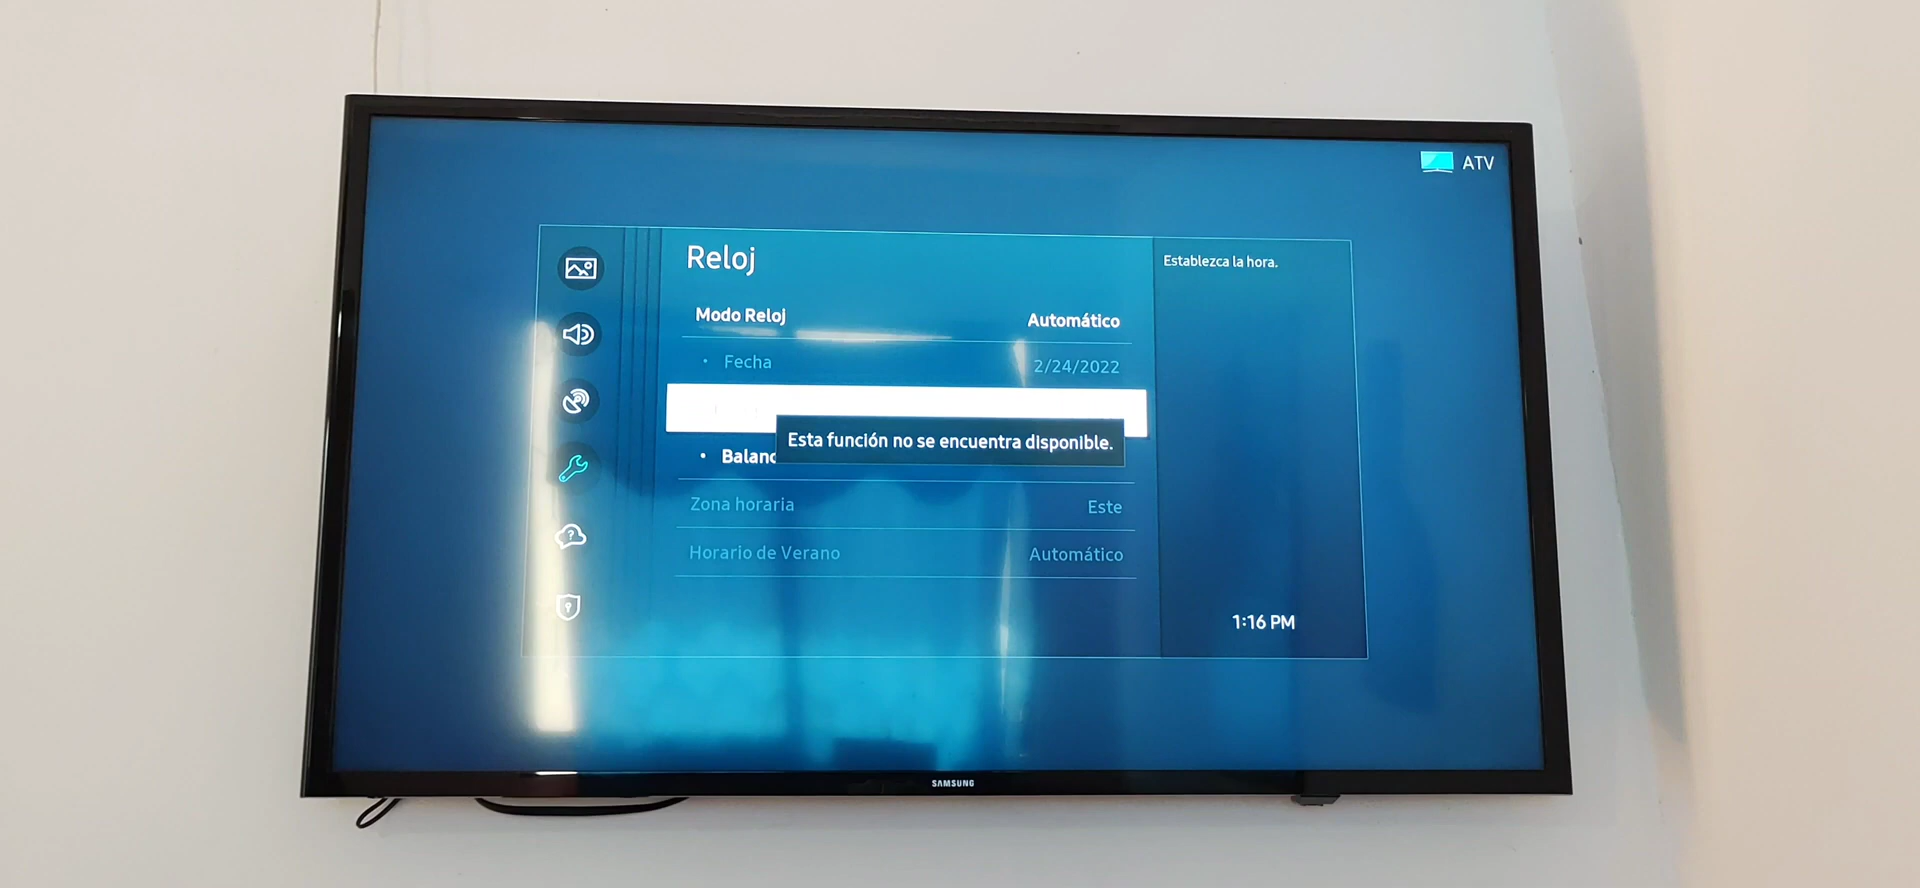 ATV
Reloj
Establezca la hora.
Modo Reloj Automático
• Fecha 2/24/2022
Esta función no se encuentra disponible.
• Balanc
Zona horaria Este
Horario de Verano Automático
1:16 PM
SAMSUNG